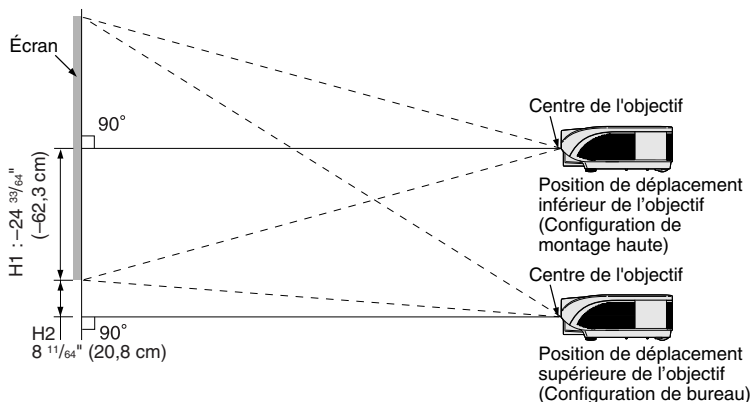 Écran
90°
Centre de l'objectif
Position de déplacement
inférieur de l'objectif
(Configuration de
montage haute)
H1 : –24 33/64"
(–62,3 cm)
Centre de l'objectif
90°
H2
8 11/64" (20,8 cm)
Position de déplacement
supérieure de l'objectif
(Configuration de bureau)